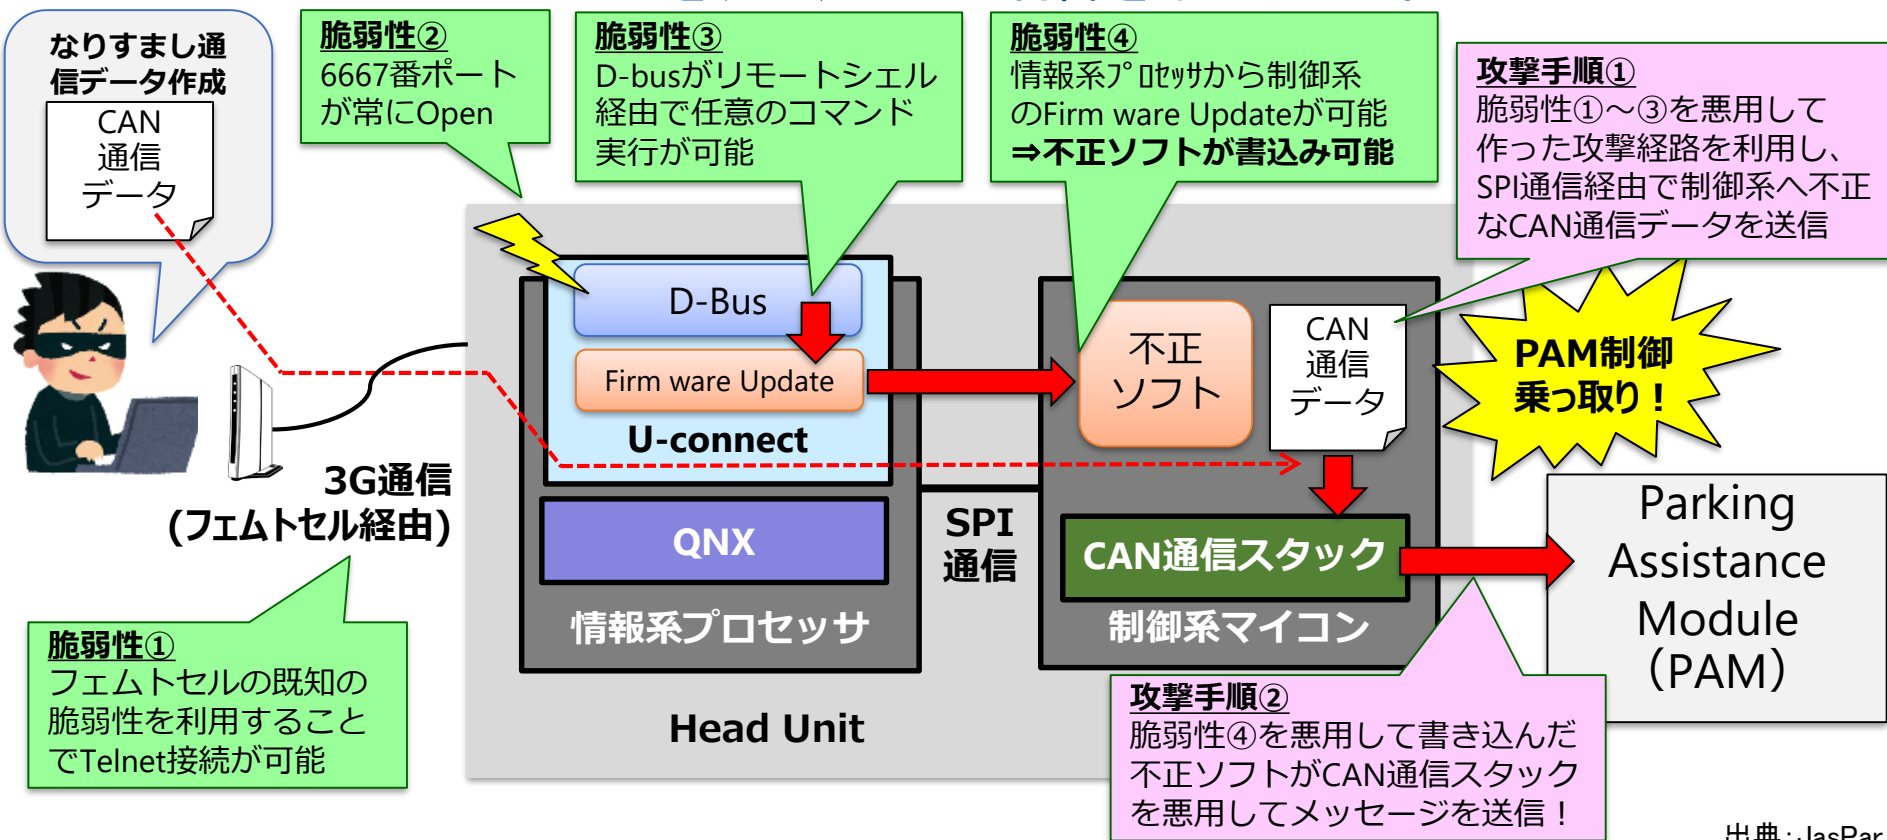 なりすまし通
信データ作成
CAN
通信
データ
脆弱性②
6667番ポート
が常にOpen
脆弱性③
D-busがリモートシェル
経由で任意のコマンド
実行が可能
脆弱性④
情報系ﾌﾟﾛｾｯｻから制御系
のFirm ware Updateが可能
⇒不正ソフトが書込み可能
攻撃手順①
脆弱性①～③を悪用して
作った攻撃経路を利用し、
SPI通信経由で制御系へ不正
なCAN通信データを送信
D-Bus
Firm ware Update
U-connect
QNX
情報系プロセッサ
Head Unit
SPI
通信
不正
ソフト
CAN
通信
データ
CAN通信スタック
制御系マイコン
PAM制御
乗っ取り！
Parking
Assistance
Module
（PAM）
3G通信
(フェムトセル経由)
脆弱性①
フェムトセルの既知の
脆弱性を利用すること
でTelnet接続が可能
攻撃手順②
脆弱性④を悪用して書き込んだ
不正ソフトがCAN通信スタック
を悪用してメッセージを送信！
出典：JasPar